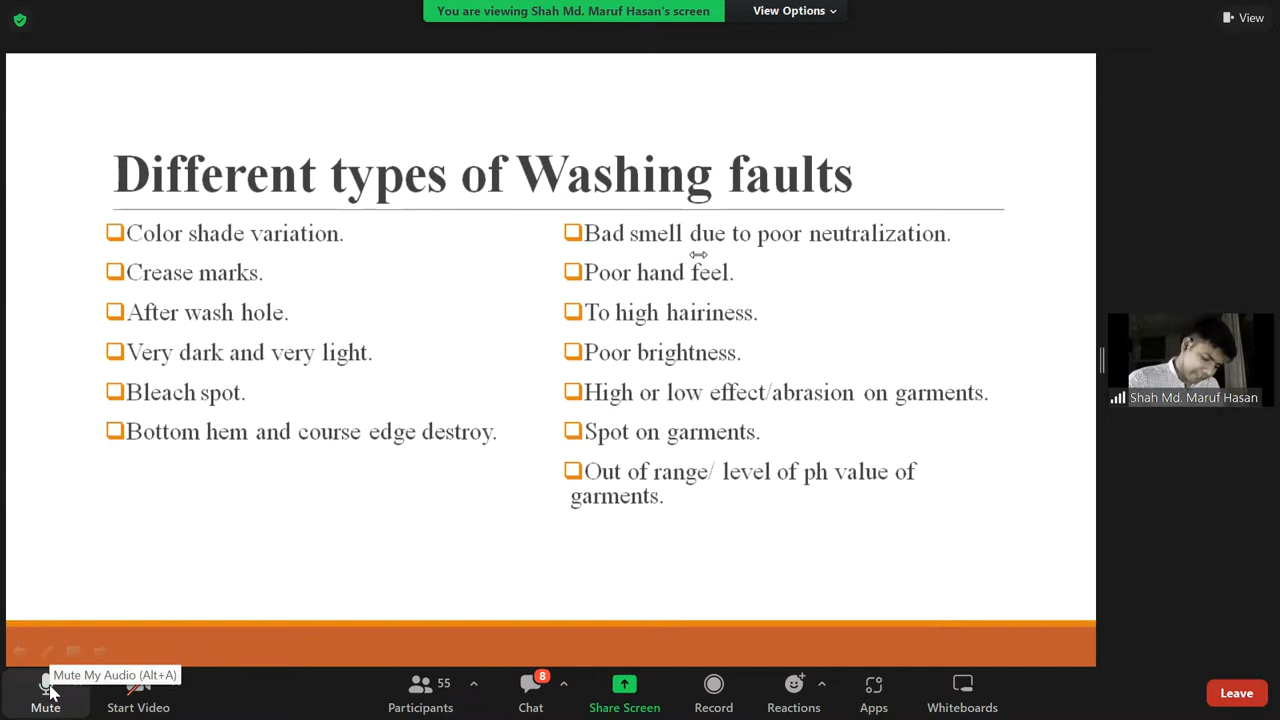 You are viewing Shah Md. Maruf Hasan's screen
View Options
View
Different types of Washing faults
Color shade variation.
Crease marks.
After wash hole.
Very dark and very light.
Bleach spot.
Bottom hem and course edge destroy.
Bad smell due to poor neutralization.
Poor hand feel.
To high hairiness.
Poor brightness.
High or low effect/abrasion on garments.
Spot on garments.
Out of range/ level of ph value of
garments.
Shah Md. Maruf Hasan
Mute My Audio (Alt+A)
Mute
Start Video
55
Participants
8
Chat
Share Screen
Record
Reactions
Apps
Whiteboards
Leave